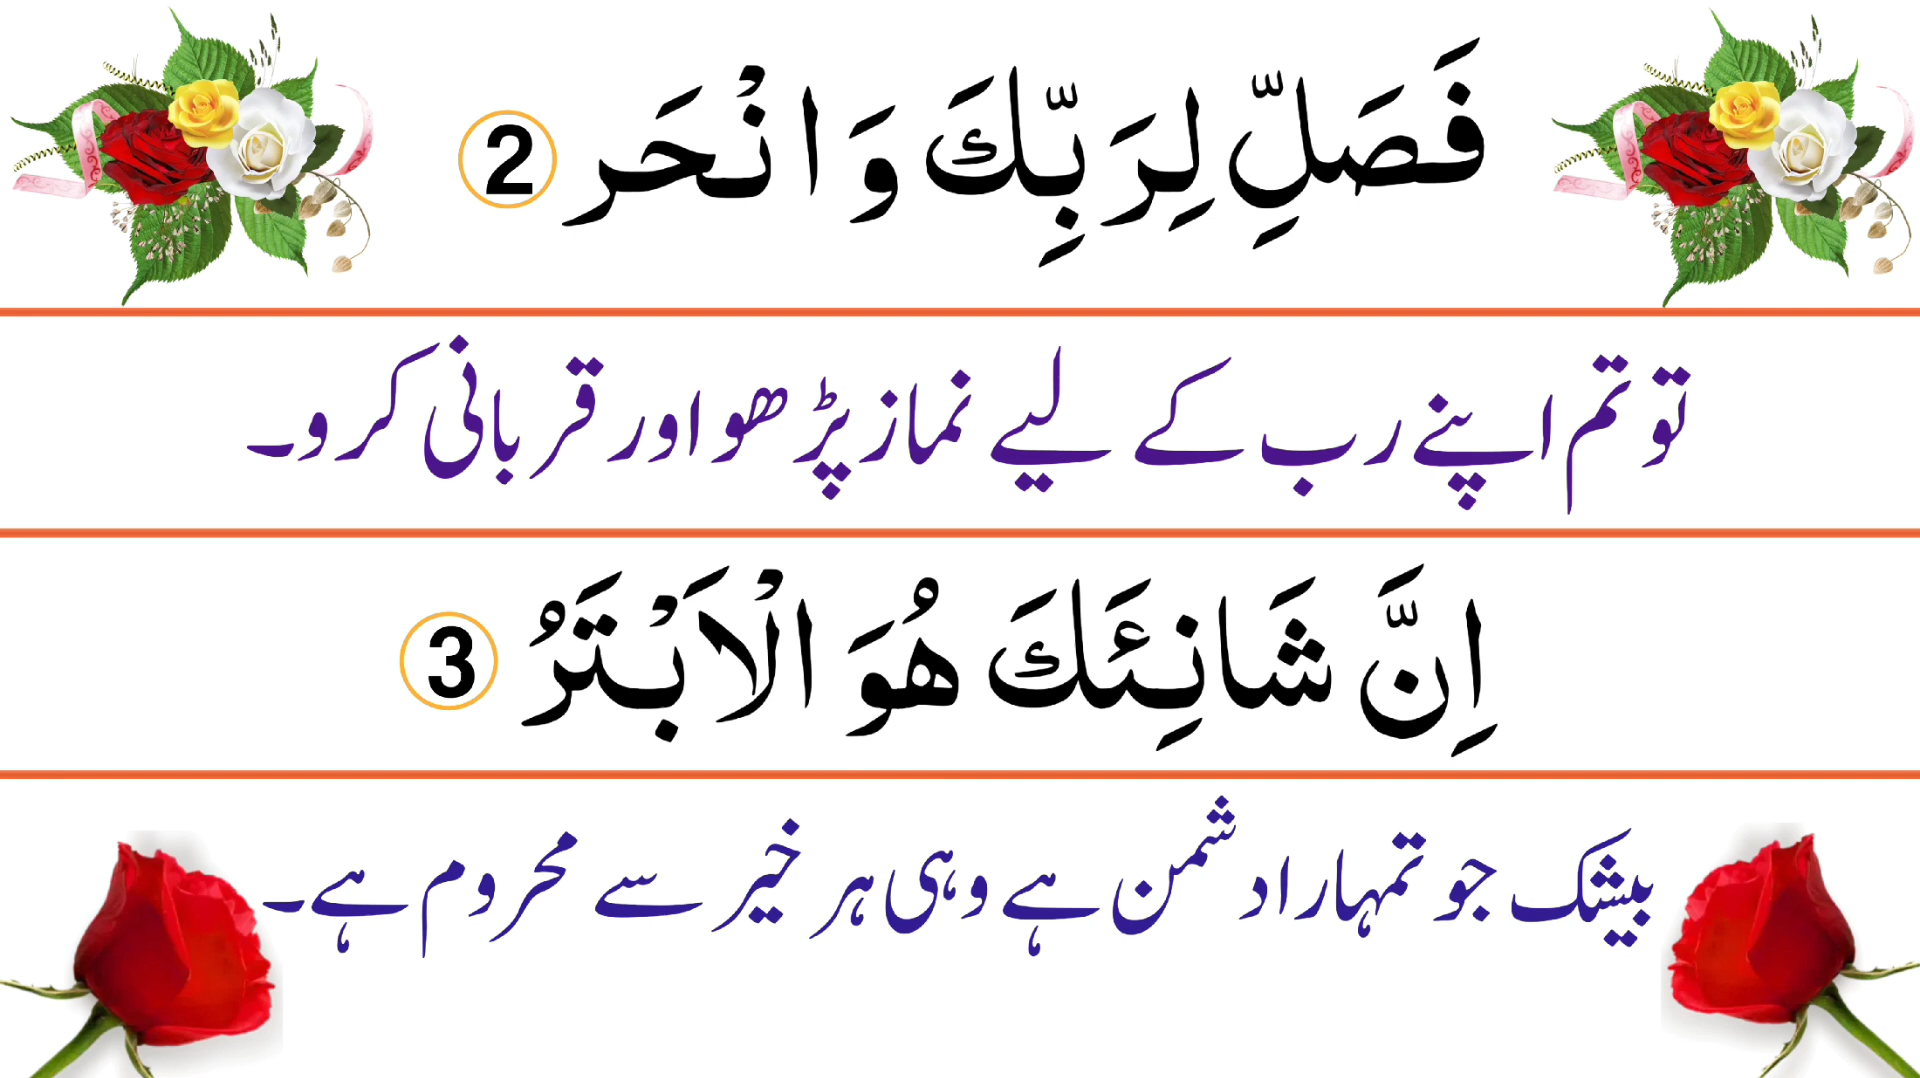 فَصَلِّ لِرَبِّكَ وَ انْحَر 2
تو تم اپنے رب کے لیے نماز پڑھو اور قربانی کرو۔
اِنَّ شَانِئَكَ هُوَ الْاَبْتَرُ 3
بیشک جو تمہارا دشمن ہے وہی ہر خیر سے محروم ہے۔